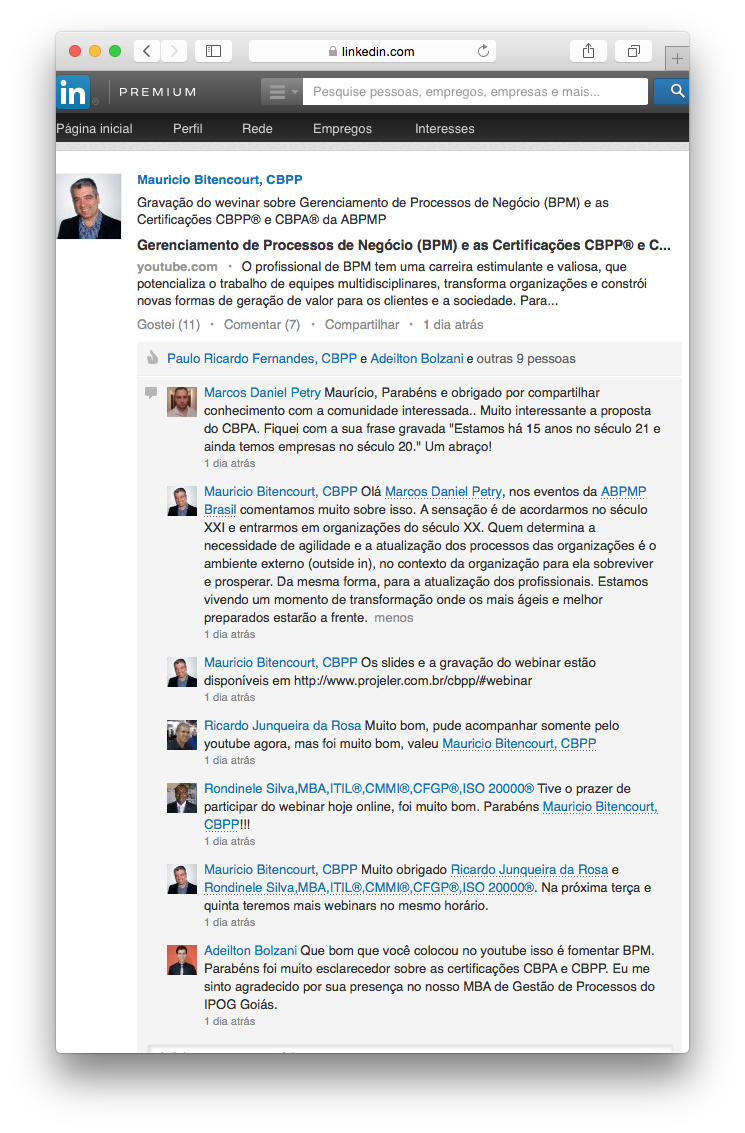 linkedin.com
in ® PREMIUM
Pesquise pessoas, empregos, empresas e mais...
Página inicial Perfil Rede Empregos Interesses
Mauricio Bitencourt, CBPP
Gravação do wevinar sobre Gerenciamento de Processos de Negócio (BPM) e as
Certificações CBPP® e CBPA® da ABPMP
Gerenciamento de Processos de Negócio (BPM) e as Certificações CBPP® e C...
youtube.com • O profissional de BPM tem uma carreira estimulante e valiosa, que
potencializa o trabalho de equipes multidisciplinares, transforma organizações e constrói
novas formas de geração de valor para os clientes e a sociedade. Para...
Gostei (11) • Comentar (7) • Compartilhar • 1 dia atrás
Paulo Ricardo Fernandes, CBPP e Adeilton Bolzani e outras 9 pessoas
Marcos Daniel Petry Maurício, Parabéns e obrigado por compartilhar
conhecimento com a comunidade interessada.. Muito interessante a proposta
do CBPA. Fiquei com a sua frase gravada "Estamos há 15 anos no século 21 e
ainda temos empresas no século 20." Um abraço!
1 dia atrás
Mauricio Bitencourt, CBPP Olá Marcos Daniel Petry, nos eventos da ABPMP
Brasil comentamos muito sobre isso. A sensação é de acordarmos no século
XXI e entrarmos em organizações do século XX. Quem determina a
necessidade de agilidade e a atualização dos processos das organizações é o
ambiente externo (outside in), no contexto da organização para ela sobreviver
e prosperar. Da mesma forma, para a atualização dos profissionais. Estamos
vivendo um momento de transformação onde os mais ágeis e melhor
preparados estarão a frente. menos
1 dia atrás
Mauricio Bitencourt, CBPP Os slides e a gravação do webinar estão
disponíveis em http://www.projeler.com.br/cbpp/#webinar
1 dia atrás
Ricardo Junqueira da Rosa Muito bom, pude acompanhar somente pelo
youtube agora, mas foi muito bom, valeu Mauricio Bitencourt, CBPP
1 dia atrás
Rondinele Silva,MBA,ITIL®,CMMI®,CFGP®,ISO 20000® Tive o prazer de
participar do webinar hoje online, foi muito bom. Parabéns Mauricio Bitencourt,
CBPP!!!
1 dia atrás
Mauricio Bitencourt, CBPP Muito obrigado Ricardo Junqueira da Rosa e
Rondinele Silva,MBA,ITIL®,CMMI®,CFGP®,ISO 20000®. Na próxima terça e
quinta teremos mais webinars no mesmo horário.
1 dia atrás
Adeilton Bolzani Que bom que você colocou no youtube isso é fomentar BPM.
Parabéns foi muito esclarecedor sobre as certificações CBPA e CBPP. Eu me
sinto agradecido por sua presença no nosso MBA de Gestão de Processos do
IPOG Goiás.
1 dia atrás